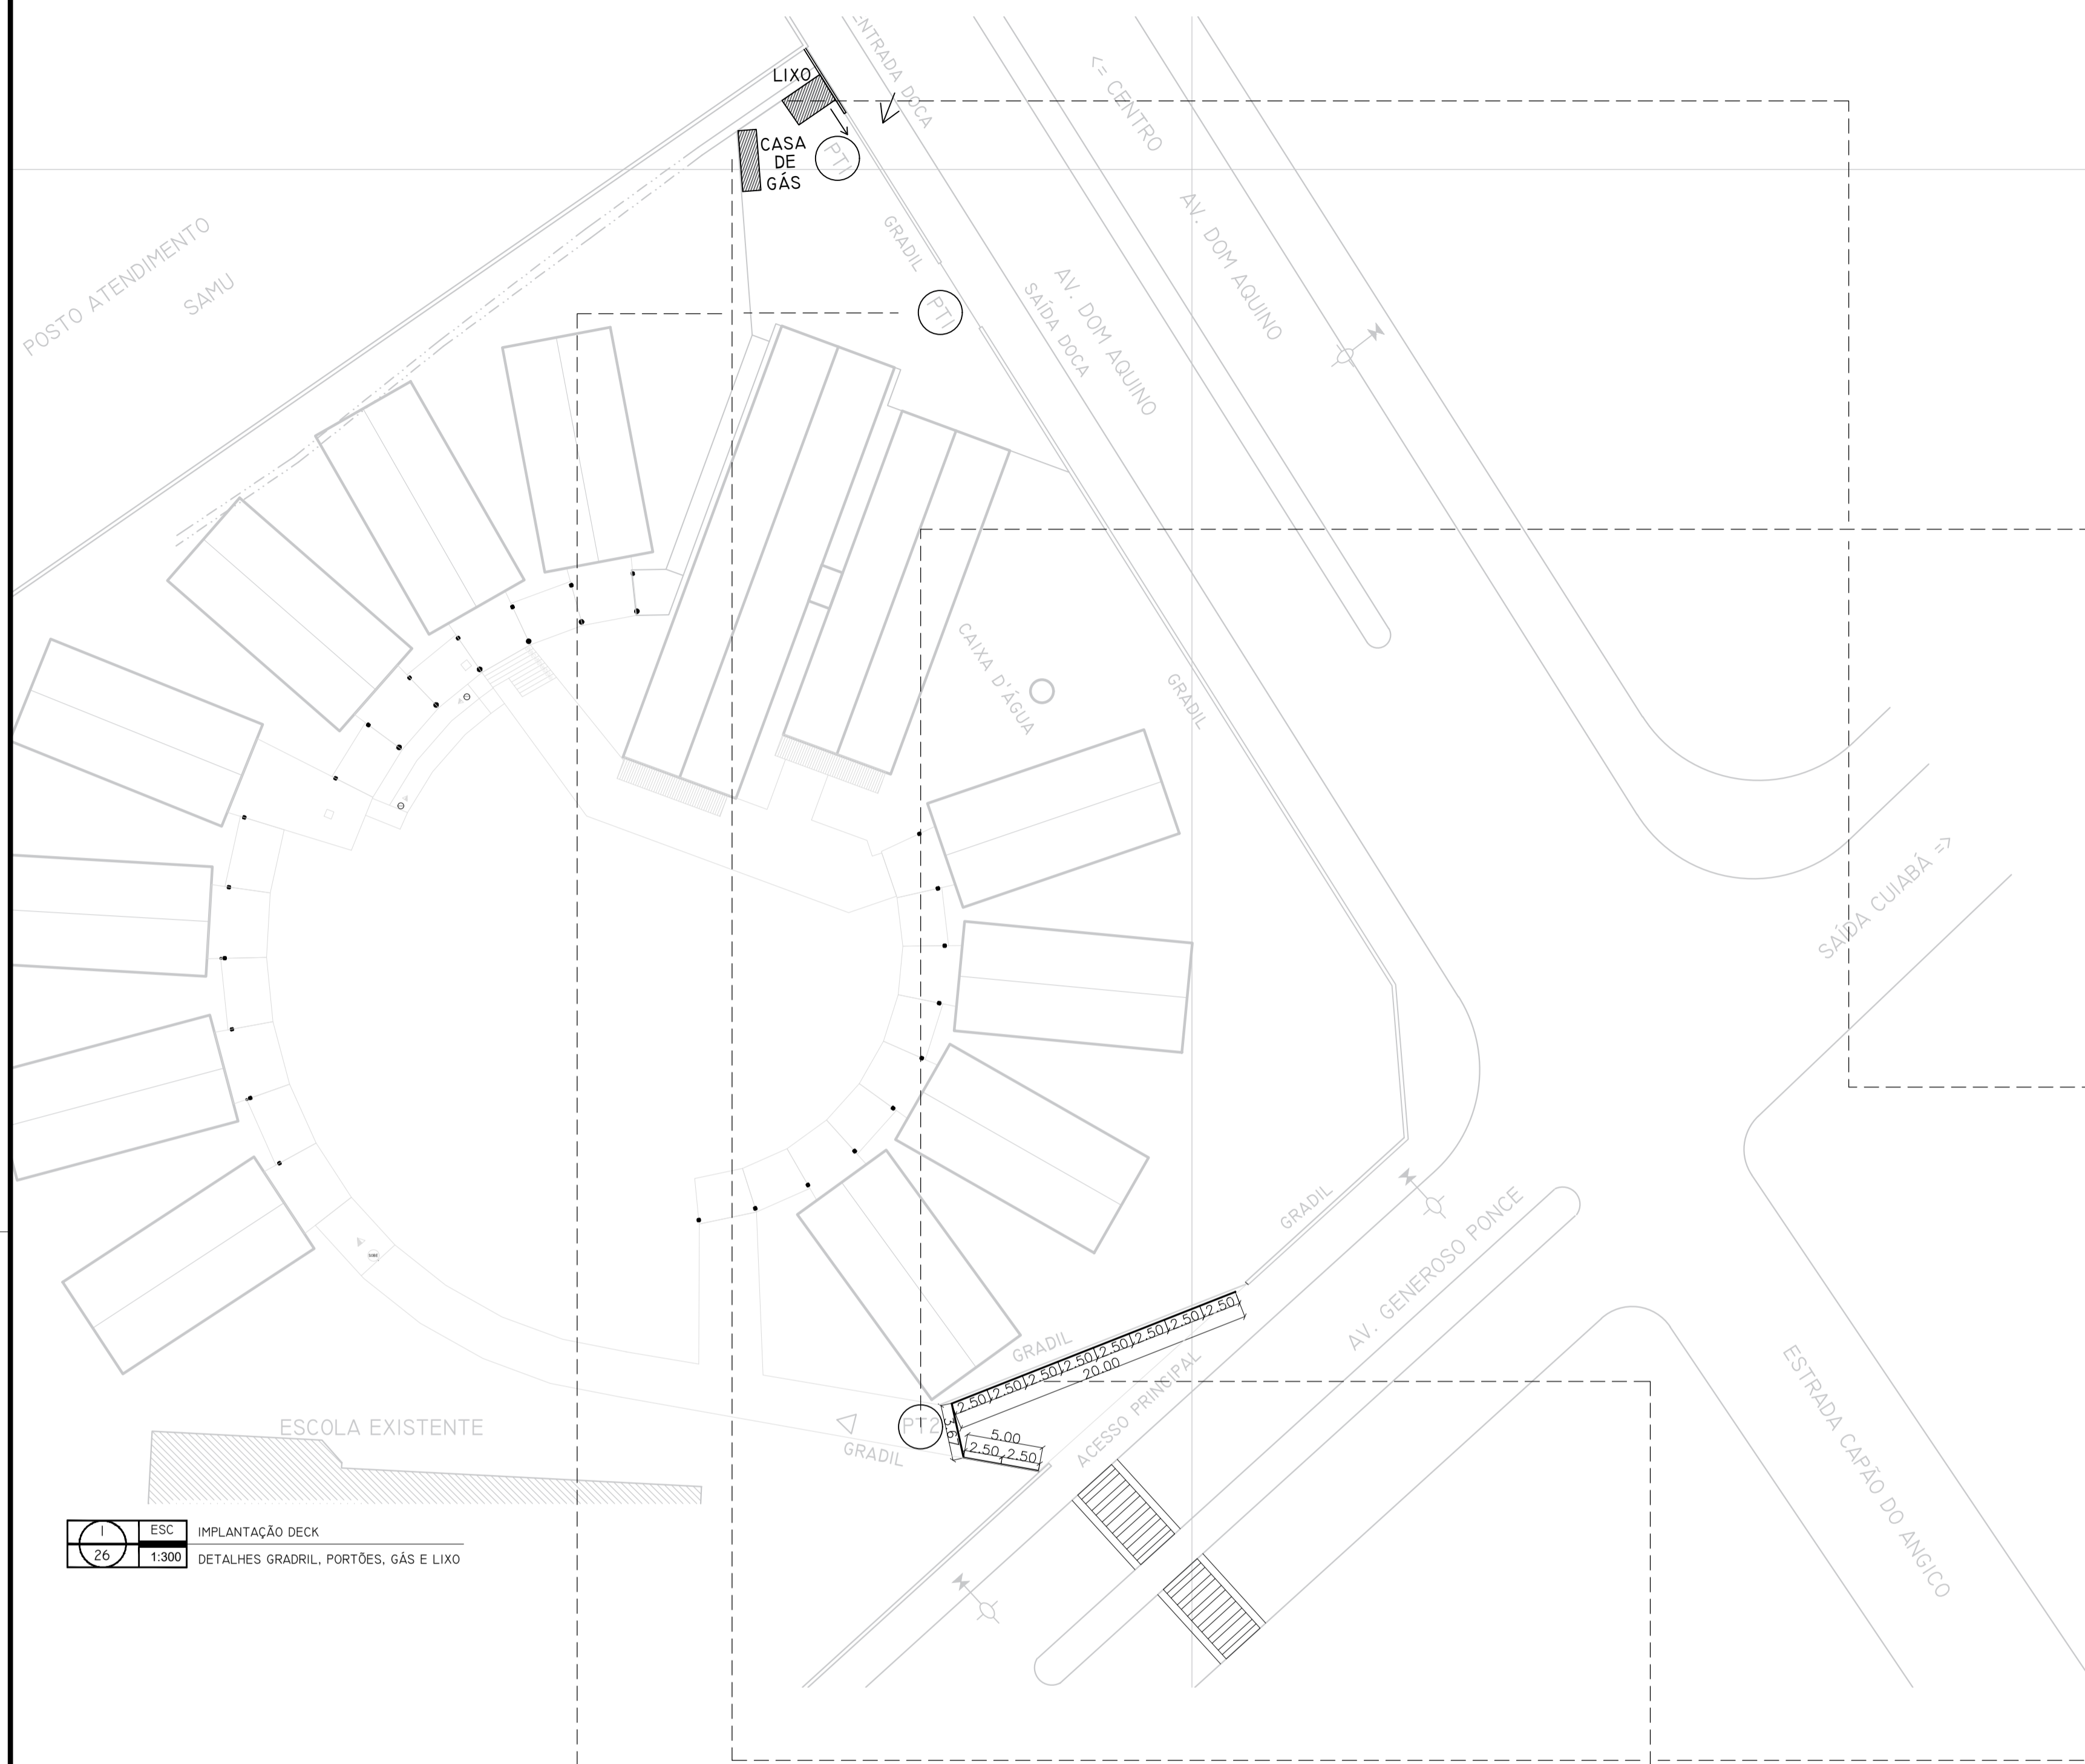 LIXO
CASA
DE
GÁS
PT1
ENTRADA DOCA
<= CENTRO
AV. DOM AQUINO
GRADIL
PT1
SAÍDA DOCA
AV. DOM AQUINO
POSTO ATENDIMENTO
SAMU
CAIXA D'ÁGUA
GRADIL
SAÍDA CUIABÁ =>
GRADIL
AV. GENEROSO PONCE
GRADIL
2.50 2.50 2.50 2.50 2.50 2.50 2.50 2.50
20.00
ACESSO PRINCIPAL
PT2
GRADIL
5.00
2.50 2.50
ESCOLA EXISTENTE
ESTRADA CAPÃO DO ANGICO
1
26
ESC
1:300
IMPLANTAÇÃO DECK
DETALHES GRADRIL, PORTÕES, GÁS E LIXO